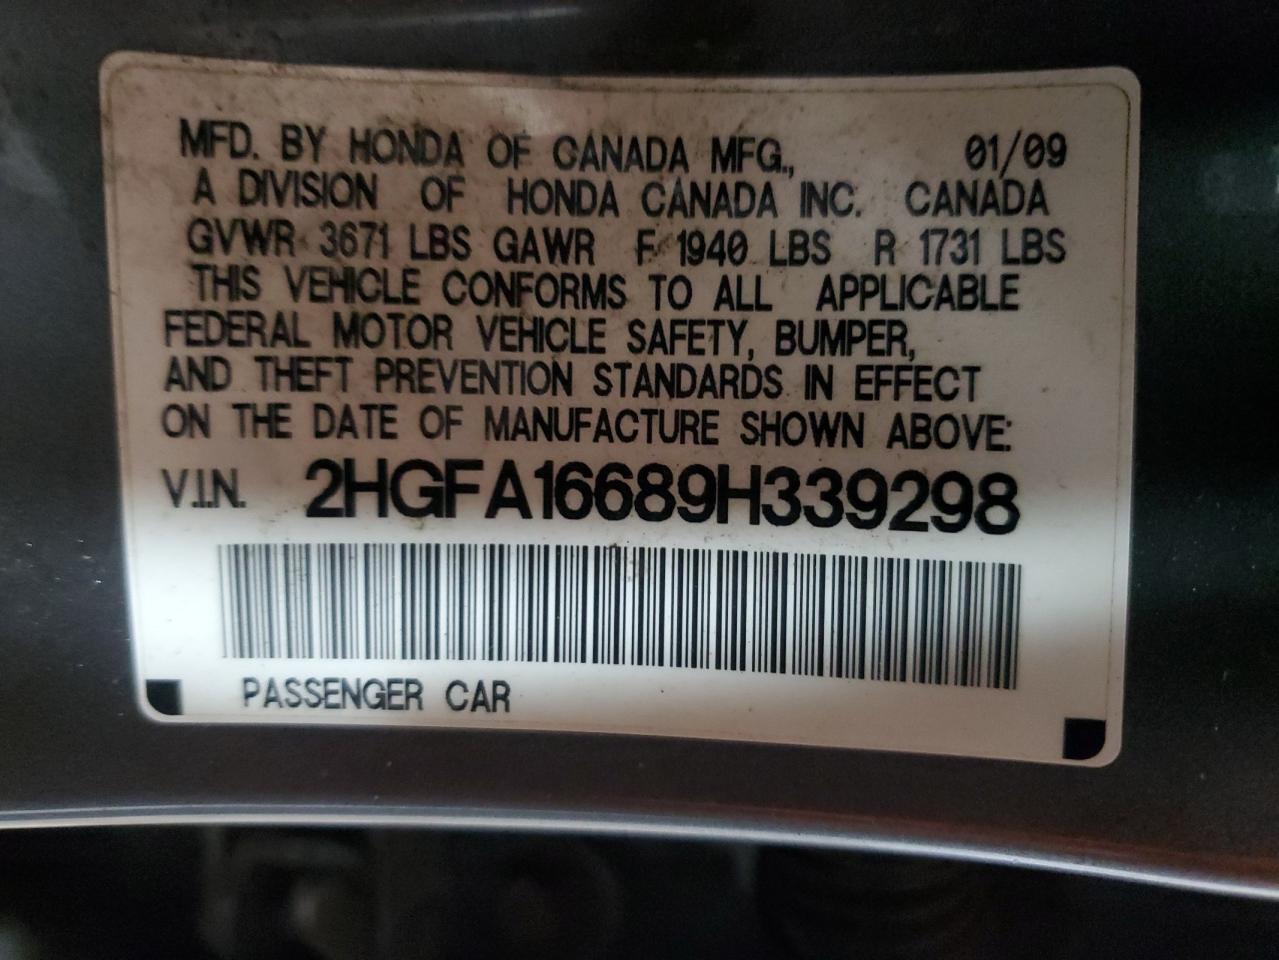 MFD. BY HONDA OF CANADA MFG., 01/09
A DIVISION OF HONDA CANADA INC. CANADA
GVWR 3671 LBS GAWR F 1940 LBS R 1731 LBS
THIS VEHICLE CONFORMS TO ALL APPLICABLE
FEDERAL MOTOR VEHICLE SAFETY, BUMPER,
AND THEFT PREVENTION STANDARDS IN EFFECT
ON THE DATE OF MANUFACTURE SHOWN ABOVE:
V.I.N. 2HGFA16689H339298
PASSENGER CAR